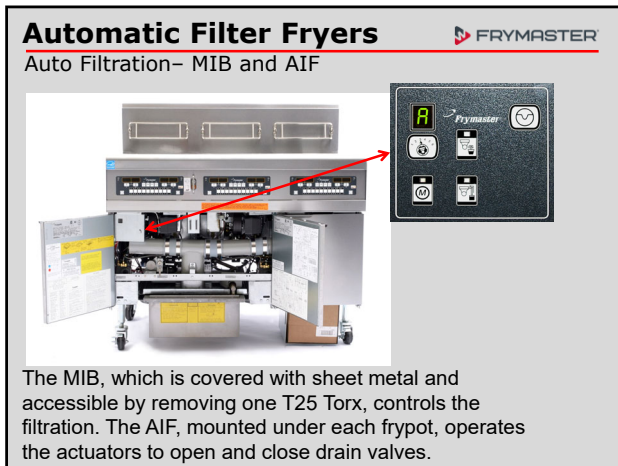 Automatic Filter Fryers
FRYMASTER
Auto Filtration– MIB and AIF
A
Frymaster
M
The MIB, which is covered with sheet metal and
accessible by removing one T25 Torx, controls the
filtration. The AIF, mounted under each frypot, operates
the actuators to open and close drain valves.